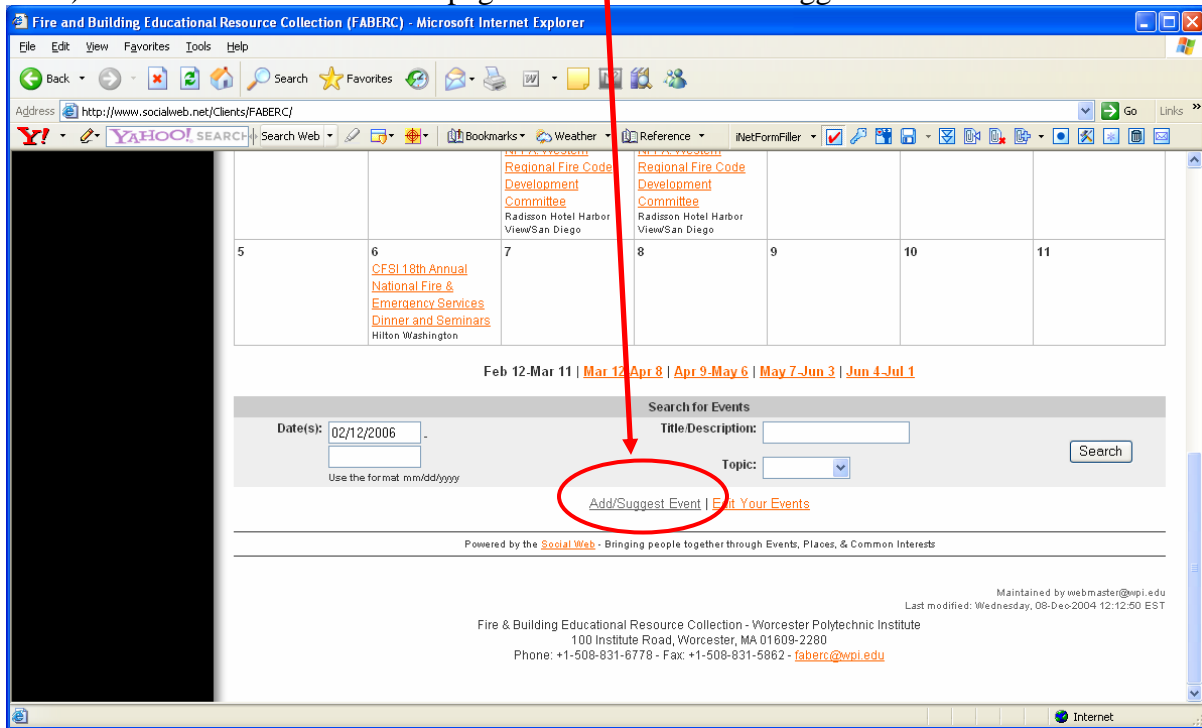 Fire and Building Educational Resource Collection (FABERC) - Microsoft Internet Explorer
File Edit View Favorites Tools Help
Back Search Favorites
Address http://www.socialweb.net/Clients/FABERC/ Go Links »
Y! YAHOO! SEARCH Search Web Bookmarks Weather Reference iNetFormFiller
Regional Fire Code Regional Fire Code
Development Development
Committee Committee
Radisson Hotel Harbor Radisson Hotel Harbor
View/San Diego View/San Diego
5 6 7 8 9 10 11
CFSI 18th Annual
National Fire &
Emergency Services
Dinner and Seminars
Hilton Washington
Feb 12-Mar 11 | Mar 12-Apr 8 | Apr 9-May 6 | May 7-Jun 3 | Jun 4-Jul 1
Search for Events
Date(s): 02/12/2006 - Title/Description:
Topic: Search
Use the format mm/dd/yyyy
Add/Suggest Event | Edit Your Events
Powered by the Social Web - Bringing people together through Events, Places, & Common Interests
Maintained by webmaster@wpi.edu
Last modified: Wednesday, 08-Dec-2004 12:12:50 EST
Fire & Building Educational Resource Collection - Worcester Polytechnic Institute
100 Institute Road, Worcester, MA 01609-2280
Phone: +1-508-831-6778 - Fax: +1-508-831-5862 - faberc@wpi.edu
Internet